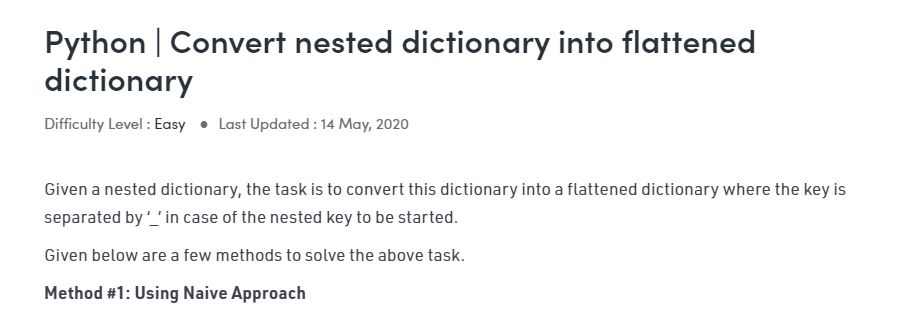 Python | Convert nested dictionary into flattened
dictionary
Difficulty Level : Easy ● Last Updated : 14 May, 2020
Given a nested dictionary, the task is to convert this dictionary into a flattened dictionary where the key is
separated by ‘_‘ in case of the nested key to be started.
Given below are a few methods to solve the above task.
Method #1: Using Naive Approach